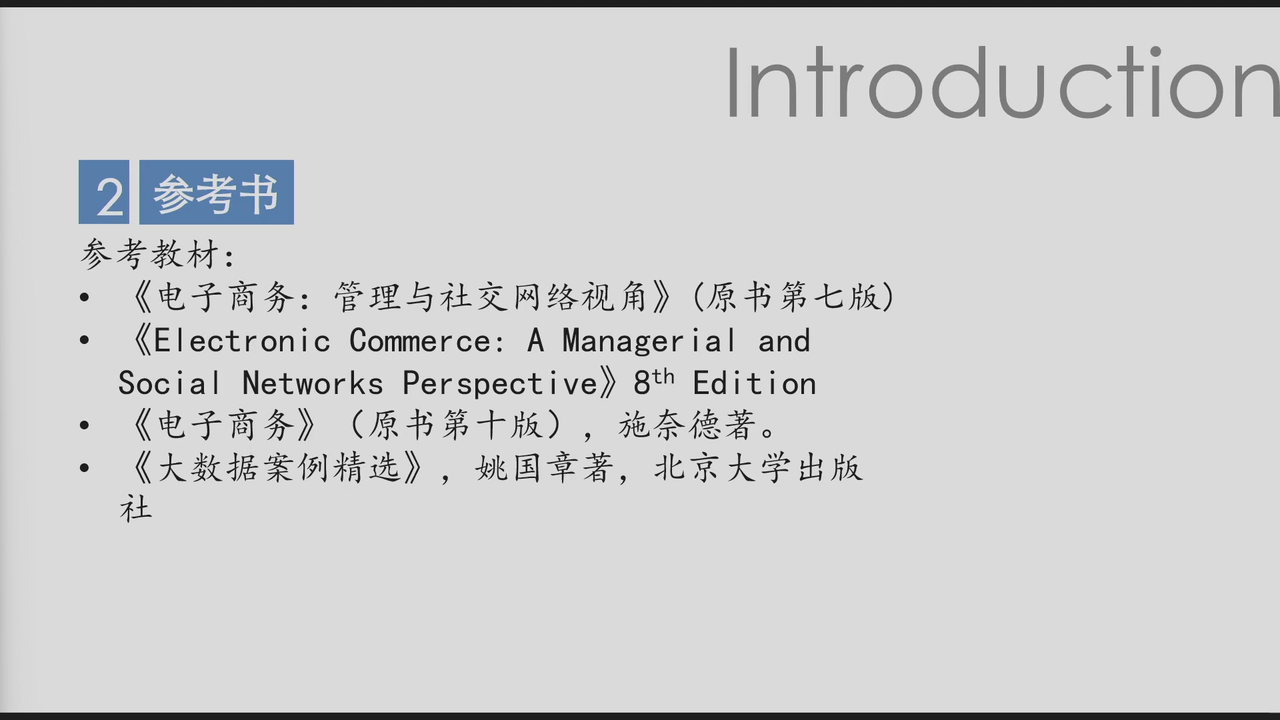 Introduction
2 参考书
参考教材：
• 《电子商务：管理与社交网络视角》(原书第七版)
• 《Electronic Commerce: A Managerial and
Social Networks Perspective》8th Edition
• 《电子商务》（原书第十版），施奈德著。
• 《大数据案例精选》，姚国章著，北京大学出版
社